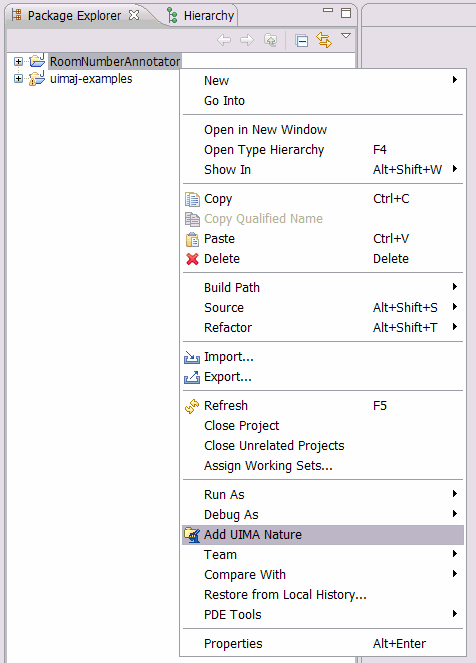 Package Explorer Hierarchy
RoomNumberAnnotator
uimaj-examples
New
Go Into
Open in New Window
Open Type Hierarchy F4
Show In Alt+Shift+W
Copy Ctrl+C
Copy Qualified Name
Paste Ctrl+V
Delete Delete
Build Path
Source Alt+Shift+S
Refactor Alt+Shift+T
Import...
Export...
Refresh F5
Close Project
Close Unrelated Projects
Assign Working Sets...
Run As
Debug As
Add UIMA Nature
Team
Compare With
Restore from Local History...
PDE Tools
Properties Alt+Enter